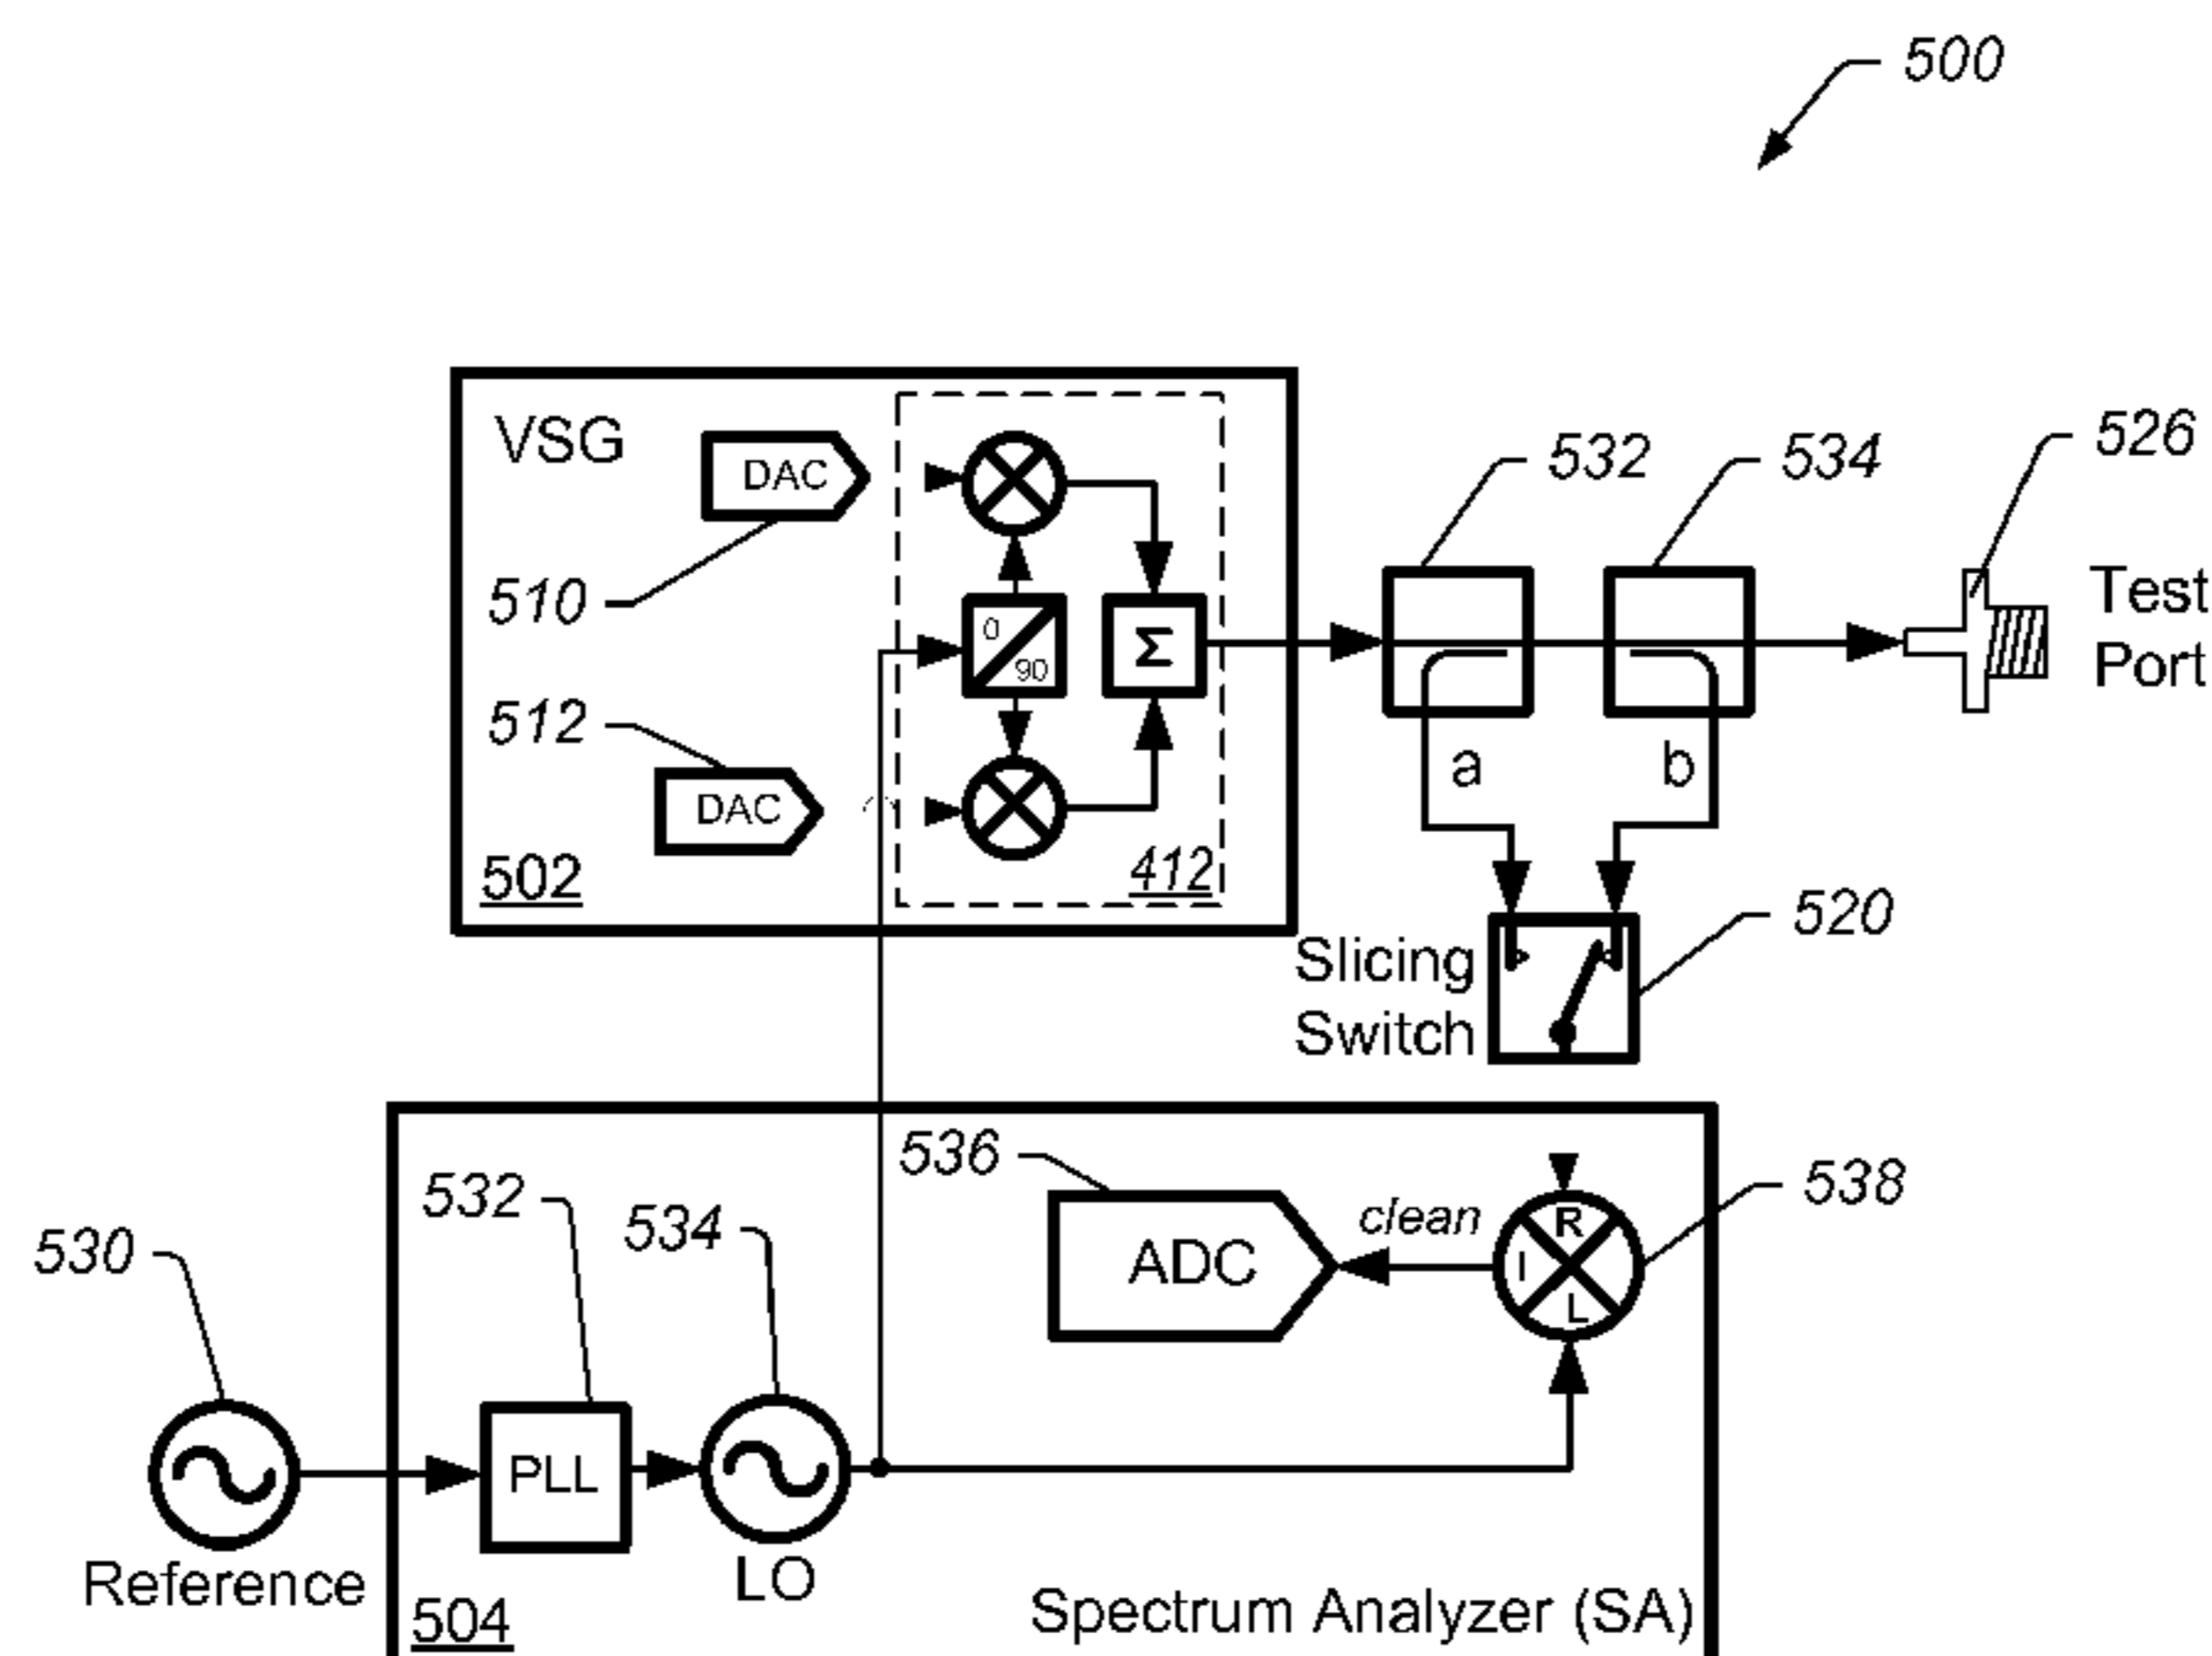 500
VSG
DAC
510
0
90
Σ
512
DAC
502
412
532
534
526
Test
Port
a
b
520
Slicing
Switch
536
538
532
534
530
ADC
clean
R
I
L
PLL
Reference
LO
504
Spectrum Analyzer (SA)